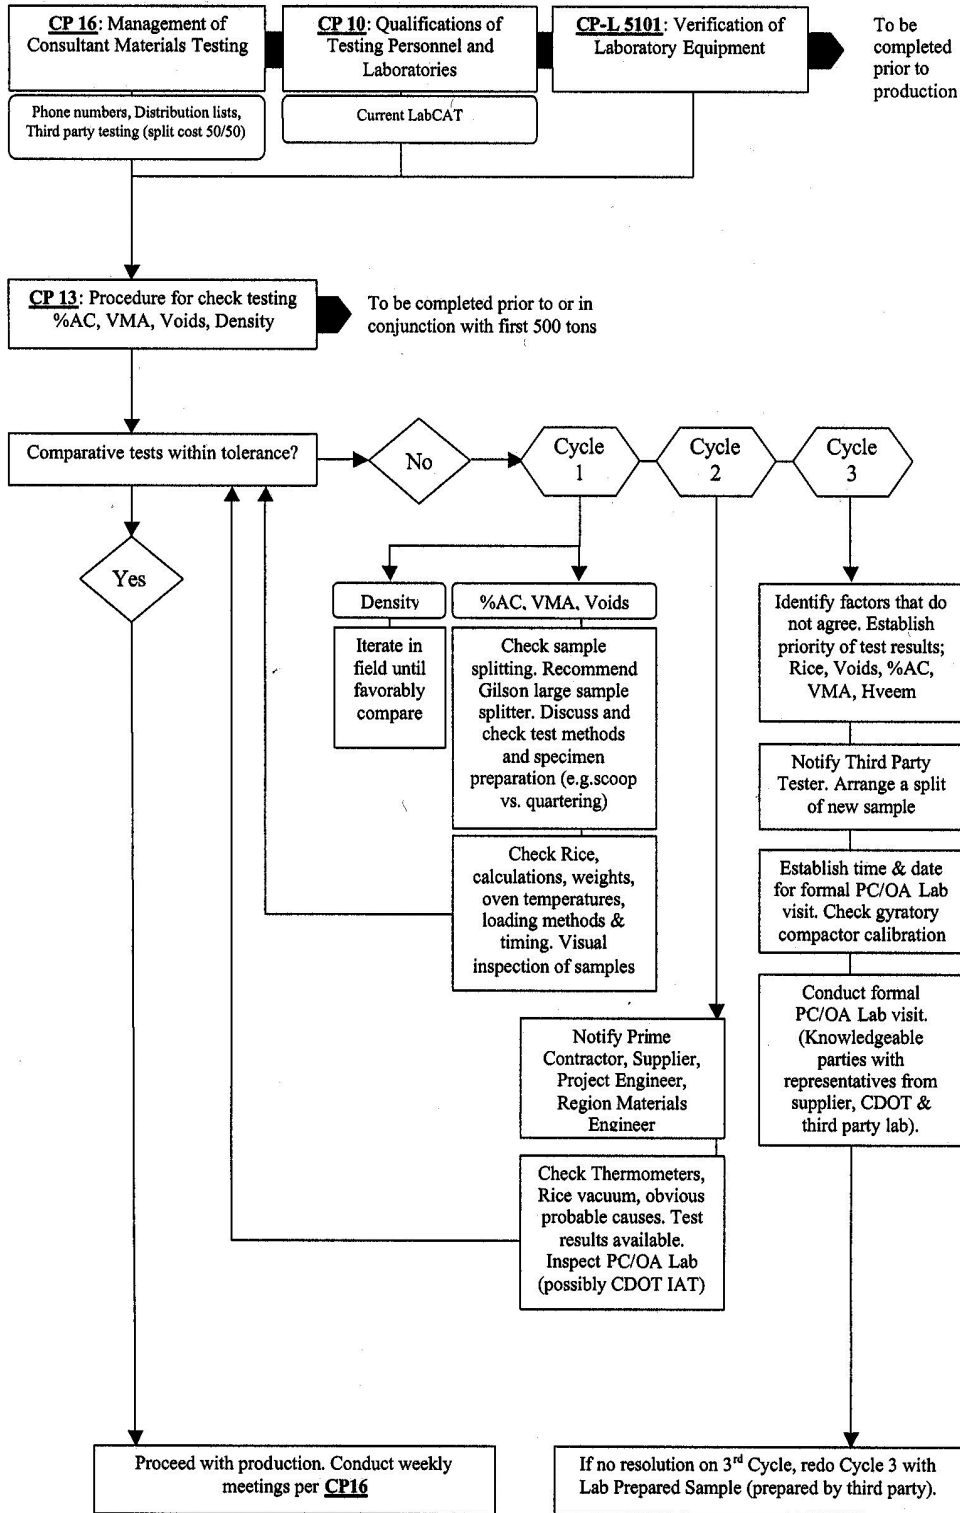 CP 16: Management of
Consultant Materials Testing
Phone numbers, Distribution lists,
Third party testing (split cost 50/50)
CP 10: Qualifications of
Testing Personnel and
Laboratories
Current LabCAT
CP-L 5101: Verification of
Laboratory Equipment
To be
completed
prior to
production
CP 13: Procedure for check testing
%AC, VMA, Voids, Density
To be completed prior to or in
conjunction with first 500 tons
Comparative tests within tolerance?
No
Cycle
1
Cycle
2
Cycle
3
Yes
Density
Iterate in
field until
favorably
compare
%AC, VMA, Voids
Check sample
splitting. Recommend
Gilson large sample
splitter. Discuss and
check test methods
and specimen
preparation (e.g.scoop
vs. quartering)
Check Rice,
calculations, weights,
oven temperatures,
loading methods &
timing. Visual
inspection of samples
Notify Prime
Contractor, Supplier,
Project Engineer,
Region Materials
Engineer
Check Thermometers,
Rice vacuum, obvious
probable causes. Test
results available.
Inspect PC/OA Lab
(possibly CDOT IAT)
Identify factors that do
not agree. Establish
priority of test results;
Rice, Voids, %AC,
VMA, Hveem
Notify Third Party
Tester. Arrange a split
of new sample
Establish time & date
for formal PC/OA Lab
visit. Check gyratory
compactor calibration
Conduct formal
PC/OA Lab visit.
(Knowledgeable
parties with
representatives from
supplier, CDOT &
third party lab).
Proceed with production. Conduct weekly
meetings per CP16
If no resolution on 3rd Cycle, redo Cycle 3 with
Lab Prepared Sample (prepared by third party).